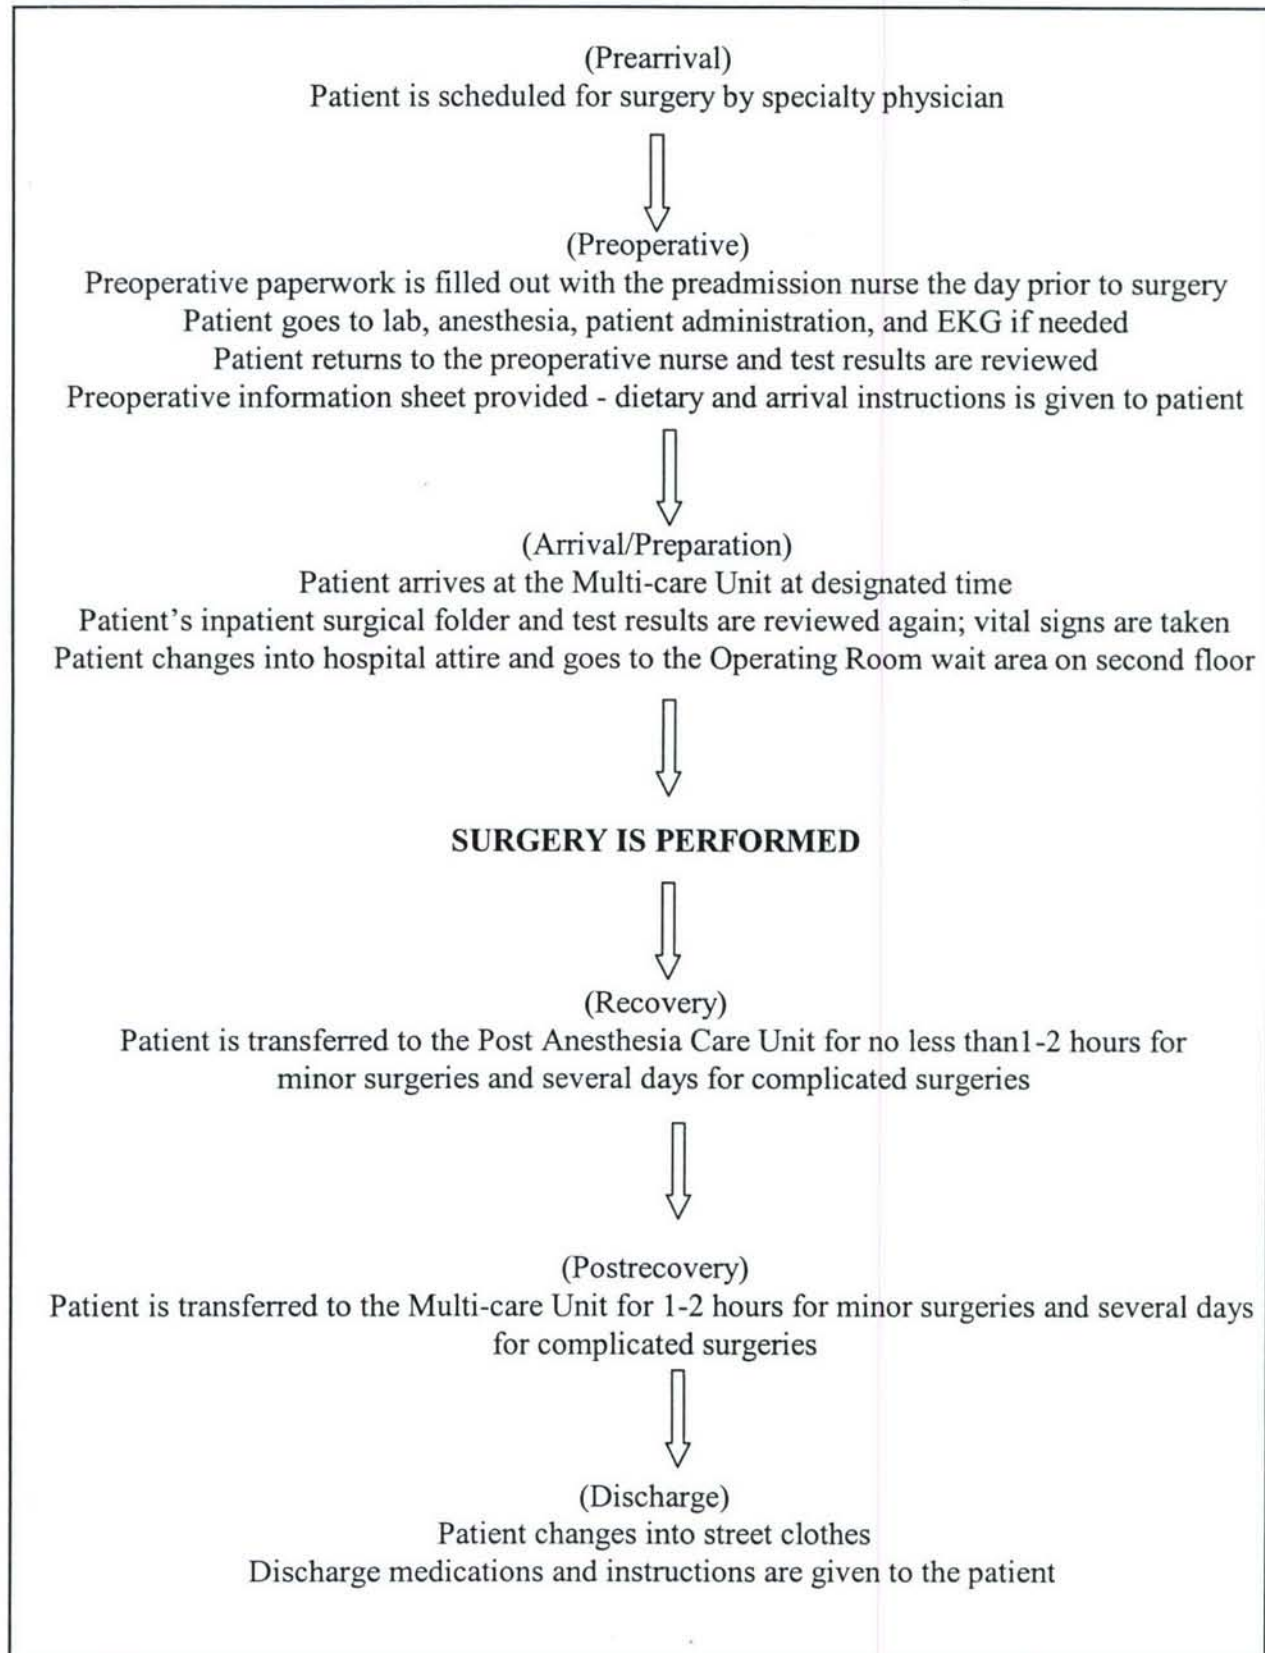 (Prearrival)
Patient is scheduled for surgery by specialty physician
(Preoperative)
Preoperative paperwork is filled out with the preadmission nurse the day prior to surgery
Patient goes to lab, anesthesia, patient administration, and EKG if needed
Patient returns to the preoperative nurse and test results are reviewed
Preoperative information sheet provided - dietary and arrival instructions is given to patient
(Arrival/Preparation)
Patient arrives at the Multi-care Unit at designated time
Patient's inpatient surgical folder and test results are reviewed again; vital signs are taken
Patient changes into hospital attire and goes to the Operating Room wait area on second floor
SURGERY IS PERFORMED
(Recovery)
Patient is transferred to the Post Anesthesia Care Unit for no less than1-2 hours for
minor surgeries and several days for complicated surgeries
(Postrecovery)
Patient is transferred to the Multi-care Unit for 1-2 hours for minor surgeries and several days
for complicated surgeries
(Discharge)
Patient changes into street clothes
Discharge medications and instructions are given to the patient